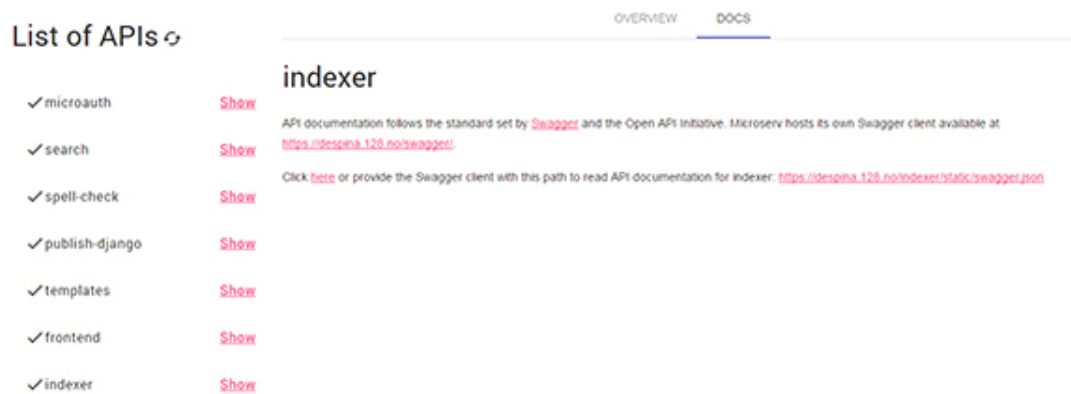 List of APIs
microauth Show
search Show
spell-check Show
publish-django Show
templates Show
frontend Show
indexer Show
OVERVIEW DOCS
indexer
API documentation follows the standard set by Swagger and the Open API Initiative. Microserv hosts its own Swagger client available at
https://despina.128.no/swagger/.
Click here or provide the Swagger client with this path to read API documentation for indexer: https://despina.128.no/indexer/static/swagger.json